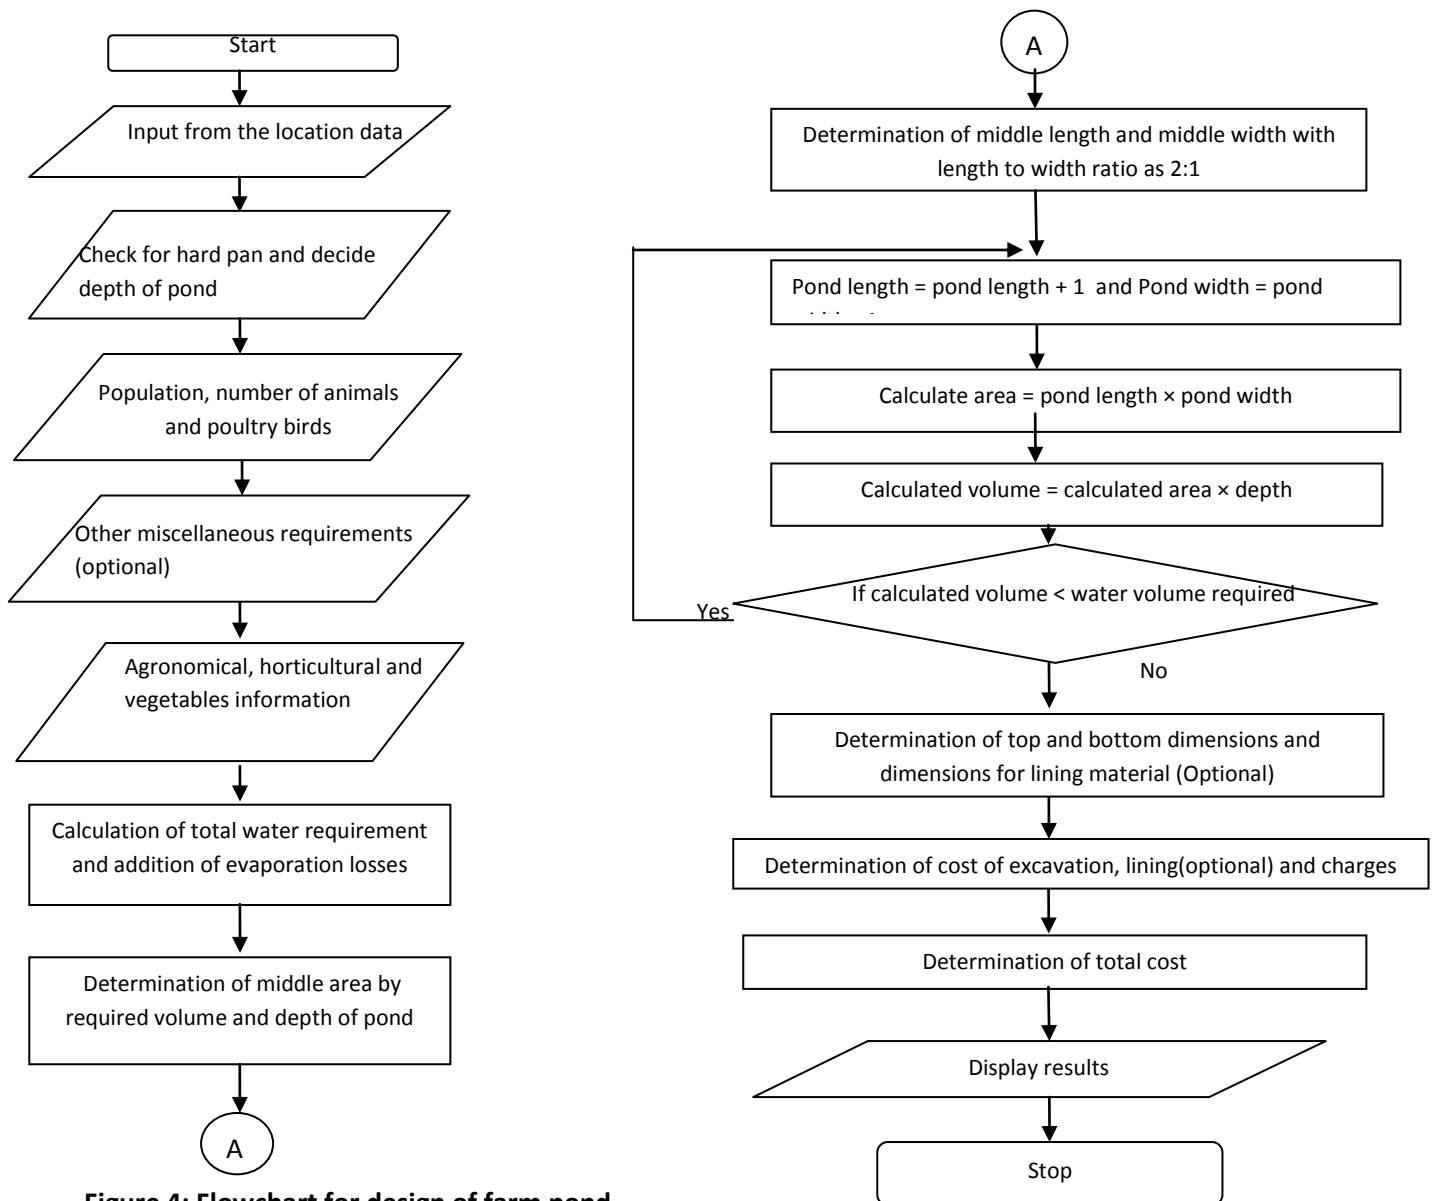 Start
Input from the location data
Check for hard pan and decide
depth of pond
Population, number of animals
and poultry birds
Other miscellaneous requirements
(optional)
Agronomical, horticultural and
vegetables information
Calculation of total water requirement
and addition of evaporation losses
Determination of middle area by
required volume and depth of pond
A
Figure 4: Flowchart for design of farm pond
A
Determination of middle length and middle width with
length to width ratio as 2:1
Pond length = pond length + 1 and Pond width = pond
Calculate area = pond length × pond width
Calculated volume = calculated area × depth
If calculated volume < water volume required
Yes
No
Determination of top and bottom dimensions and
dimensions for lining material (Optional)
Determination of cost of excavation, lining(optional) and charges
Determination of total cost
Display results
Stop